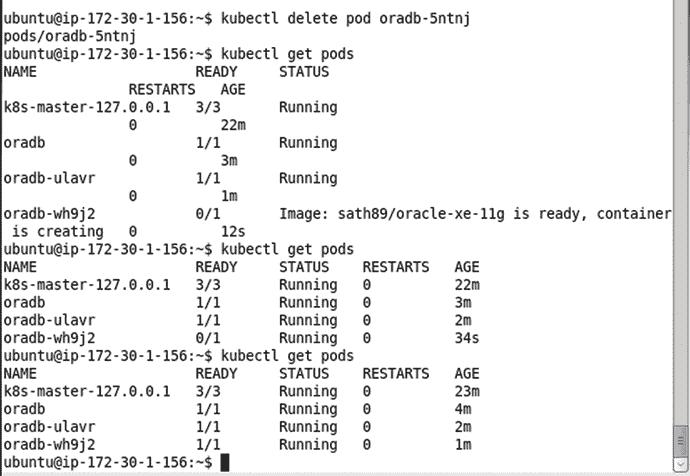 ubuntu@ip-172-30-1-156:~$ kubectl delete pod oradb-5ntnj
pods/oradb-5ntnj
ubuntu@ip-172-30-1-156:~$ kubectl get pods
NAME READY STATUS
RESTARTS AGE
k8s-master-127.0.0.1 3/3 Running
0 22m
oradb 1/1 Running
0 3m
oradb-ulavr 1/1 Running
0 1m
oradb-wh9j2 0/1 Image: sath89/oracle-xe-11g is ready, container
is creating 0 12s
ubuntu@ip-172-30-1-156:~$ kubectl get pods
NAME READY STATUS RESTARTS AGE
k8s-master-127.0.0.1 3/3 Running 0 22m
oradb 1/1 Running 0 3m
oradb-ulavr 1/1 Running 0 2m
oradb-wh9j2 0/1 Running 0 34s
ubuntu@ip-172-30-1-156:~$ kubectl get pods
NAME READY STATUS RESTARTS AGE
k8s-master-127.0.0.1 3/3 Running 0 23m
oradb 1/1 Running 0 4m
oradb-ulavr 1/1 Running 0 2m
oradb-wh9j2 1/1 Running 0 1m
ubuntu@ip-172-30-1-156:~$